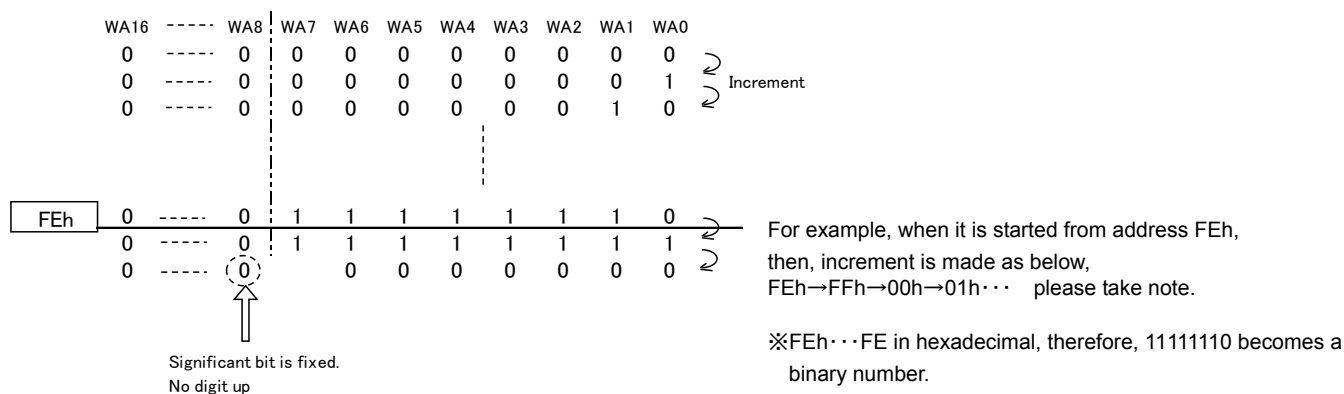 WA16 ----- WA8 WA7 WA6 WA5 WA4 WA3 WA2 WA1 WA0
0 ----- 0 0 0 0 0 0 0 0 0
0 ----- 0 0 0 0 0 0 0 0 1
Increment
0 ----- 0 0 0 0 0 0 0 1 0
FEh 0 ----- 0 1 1 1 1 1 1 1 0
0 ----- 0 1 1 1 1 1 1 1 1
0 ----- 0 0 0 0 0 0 0 0
Significant bit is fixed.
No digit up
For example, when it is started from address FEh,
then, increment is made as below,
FEh→FFh→00h→01h･･･ please take note.
※FEh･･･FE in hexadecimal, therefore, 11111110 becomes a
binary number.